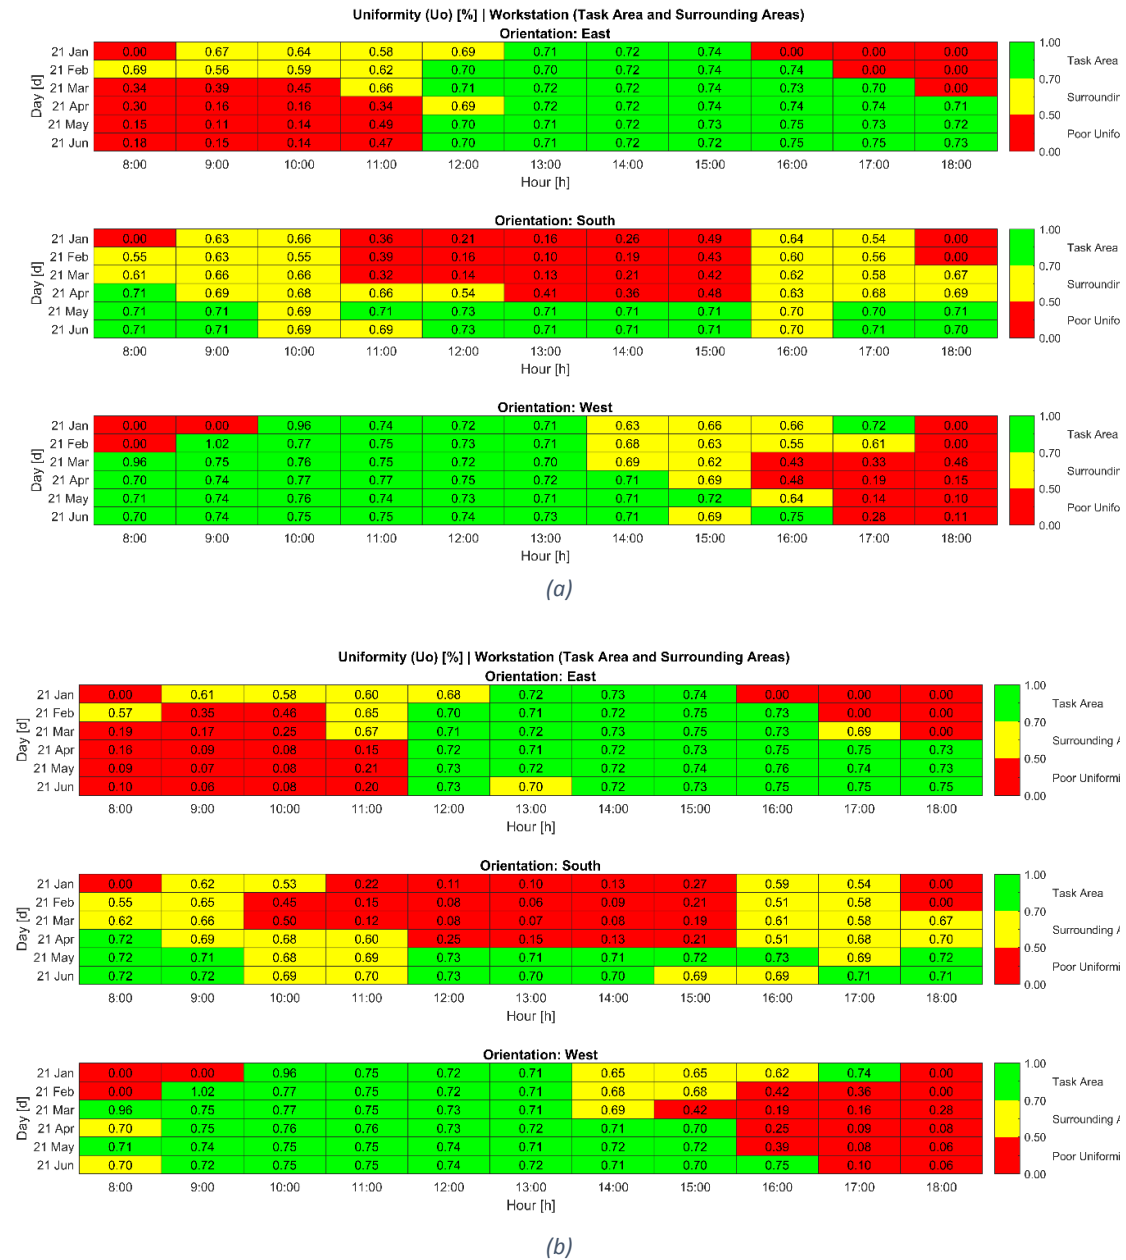 Uniformity (Uo) [%] | Workstation (Task Area and Surrounding Areas)
Orientation: East
21 Jan 0.00 0.67 0.64 0.58 0.69 0.71 0.72 0.74 0.00 0.00 0.00
21 Feb 0.69 0.56 0.59 0.62 0.70 0.70 0.72 0.74 0.74 0.00 0.00
21 Mar 0.34 0.39 0.45 0.66 0.71 0.72 0.72 0.74 0.73 0.70 0.00
21 Apr 0.30 0.16 0.16 0.34 0.69 0.72 0.72 0.74 0.74 0.74 0.71
21 May 0.15 0.11 0.14 0.49 0.70 0.71 0.72 0.73 0.75 0.73 0.72
21 Jun 0.18 0.15 0.14 0.47 0.70 0.71 0.72 0.72 0.75 0.75 0.73
8:00 9:00 10:00 11:00 12:00 13:00 14:00 15:00 16:00 17:00 18:00
Hour [h]
Day [d]
1.00
Task Area
0.70
Surroundin
0.50
Poor Unifo
0.00
Orientation: South
21 Jan 0.00 0.63 0.66 0.36 0.21 0.16 0.26 0.49 0.64 0.54 0.00
21 Feb 0.55 0.63 0.55 0.39 0.16 0.10 0.19 0.43 0.60 0.56 0.00
21 Mar 0.61 0.66 0.66 0.32 0.14 0.13 0.21 0.42 0.62 0.58 0.67
21 Apr 0.71 0.69 0.68 0.66 0.54 0.41 0.36 0.48 0.63 0.68 0.69
21 May 0.71 0.71 0.69 0.71 0.73 0.71 0.71 0.71 0.70 0.70 0.71
21 Jun 0.71 0.71 0.69 0.69 0.73 0.71 0.71 0.71 0.70 0.71 0.70
8:00 9:00 10:00 11:00 12:00 13:00 14:00 15:00 16:00 17:00 18:00
Hour [h]
Day [d]
1.00
Task Area
0.70
Surroundin
0.50
Poor Unifo
0.00
Orientation: West
21 Jan 0.00 0.00 0.96 0.74 0.72 0.71 0.63 0.66 0.66 0.72 0.00
21 Feb 0.00 1.02 0.77 0.75 0.73 0.71 0.68 0.63 0.55 0.61 0.00
21 Mar 0.96 0.75 0.76 0.75 0.72 0.70 0.69 0.62 0.43 0.33 0.46
21 Apr 0.70 0.74 0.77 0.77 0.75 0.72 0.71 0.69 0.48 0.19 0.15
21 May 0.71 0.74 0.76 0.74 0.73 0.71 0.71 0.72 0.64 0.14 0.10
21 Jun 0.70 0.74 0.75 0.75 0.74 0.73 0.71 0.69 0.75 0.28 0.11
8:00 9:00 10:00 11:00 12:00 13:00 14:00 15:00 16:00 17:00 18:00
Hour [h]
Day [d]
1.00
Task Area
0.70
Surroundin
0.50
Poor Unifo
0.00
(a)
Uniformity (Uo) [%] | Workstation (Task Area and Surrounding Areas)
Orientation: East
21 Jan 0.00 0.61 0.58 0.60 0.68 0.72 0.73 0.74 0.00 0.00 0.00
21 Feb 0.57 0.35 0.46 0.65 0.70 0.71 0.72 0.75 0.73 0.00 0.00
21 Mar 0.19 0.17 0.25 0.67 0.71 0.72 0.73 0.75 0.73 0.69 0.00
21 Apr 0.16 0.09 0.08 0.15 0.72 0.71 0.72 0.73 0.75 0.75 0.73
21 May 0.09 0.07 0.08 0.21 0.73 0.72 0.72 0.74 0.76 0.74 0.73
21 Jun 0.10 0.06 0.08 0.20 0.73 0.70 0.72 0.73 0.75 0.75 0.75
8:00 9:00 10:00 11:00 12:00 13:00 14:00 15:00 16:00 17:00 18:00
Hour [h]
Day [d]
1.00
Task Area
0.70
Surrounding A
0.50
Poor Uniformi
0.00
Orientation: South
21 Jan 0.00 0.62 0.53 0.22 0.11 0.10 0.13 0.27 0.59 0.54 0.00
21 Feb 0.55 0.65 0.45 0.15 0.08 0.06 0.09 0.21 0.51 0.58 0.00
21 Mar 0.62 0.66 0.50 0.12 0.08 0.07 0.08 0.19 0.61 0.58 0.67
21 Apr 0.72 0.69 0.68 0.60 0.25 0.15 0.13 0.21 0.51 0.68 0.70
21 May 0.72 0.71 0.68 0.69 0.73 0.71 0.71 0.72 0.73 0.69 0.72
21 Jun 0.72 0.72 0.69 0.70 0.73 0.70 0.70 0.69 0.69 0.71 0.71
8:00 9:00 10:00 11:00 12:00 13:00 14:00 15:00 16:00 17:00 18:00
Hour [h]
Day [d]
1.00
Task Area
0.70
Surrounding A
0.50
Poor Uniformi
0.00
Orientation: West
21 Jan 0.00 0.00 0.96 0.75 0.72 0.71 0.65 0.65 0.62 0.74 0.00
21 Feb 0.00 1.02 0.77 0.75 0.72 0.71 0.68 0.68 0.42 0.36 0.00
21 Mar 0.96 0.75 0.77 0.75 0.73 0.71 0.69 0.42 0.19 0.16 0.28
21 Apr 0.70 0.75 0.76 0.76 0.73 0.72 0.71 0.70 0.25 0.09 0.08
21 May 0.71 0.74 0.75 0.75 0.74 0.71 0.72 0.72 0.39 0.08 0.06
21 Jun 0.70 0.72 0.75 0.75 0.74 0.72 0.71 0.70 0.75 0.10 0.06
8:00 9:00 10:00 11:00 12:00 13:00 14:00 15:00 16:00 17:00 18:00
Hour [h]
Day [d]
1.00
Task Area
0.70
Surrounding A
0.50
Poor Uniformi
0.00
(b)